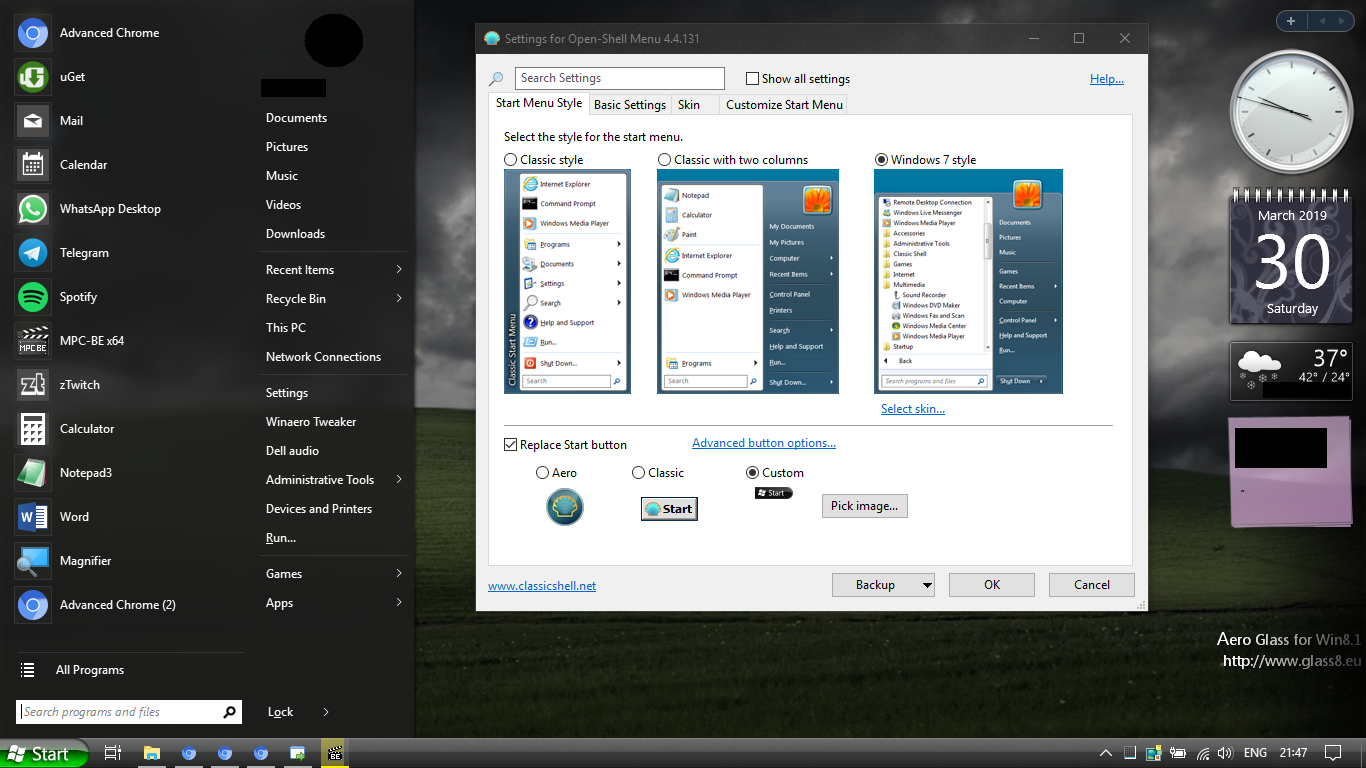 Advanced Chrome
uGet
Mail
Calendar
WhatsApp Desktop
Telegram
Spotify
MPC-BE x64
zTwitch
Calculator
Notepad3
Word
Magnifier
Advanced Chrome (2)
All Programs
Search programs and files
Documents
Pictures
Music
Videos
Downloads
Recent Items
Recycle Bin
This PC
Network Connections
Settings
Winaero Tweaker
Dell audio
Administrative Tools
Devices and Printers
Run...
Games
Apps
Lock
Settings for Open-Shell Menu 4.4.131
Search Settings
Show all settings
Help...
Start Menu Style
Basic Settings
Skin
Customize Start Menu
Select the style for the start menu.
Classic style
Classic with two columns
Windows 7 style
Classic Start Menu
Internet Explorer
Command Prompt
Windows Media Player
Programs
Documents
Settings
Search
Help and Support
Run...
Shut Down...
Search
Notepad
Calculator
Paint
Internet Explorer
Command Prompt
Windows Media Player
Programs
Search
My Documents
My Pictures
Computer
Recent Items
Control Panel
Printers
Search
Help and Support
Run...
Shut Down...
Remote Desktop Connection
Windows Live Messenger
Windows Media Player
Accessories
Administrative Tools
Classic Shell
Games
Internet
Multimedia
Sound Recorder
Windows DVD Maker
Windows Fax and Scan
Windows Media Center
Windows Media Player
Startup
Back
Search programs and files
Documents
Pictures
Music
Games
Recent Items
Computer
Control Panel
Help and Support
Run...
Shut Down
Select skin...
Replace Start button
Advanced button options...
Aero
Classic
Custom
Start
Start
Pick image...
www.classicshell.net
Backup
OK
Cancel
March 2019
30
Saturday
37°
42° / 24°
Aero Glass for Win8.1
http://www.glass8.eu
Start
BE
ENG
21:47